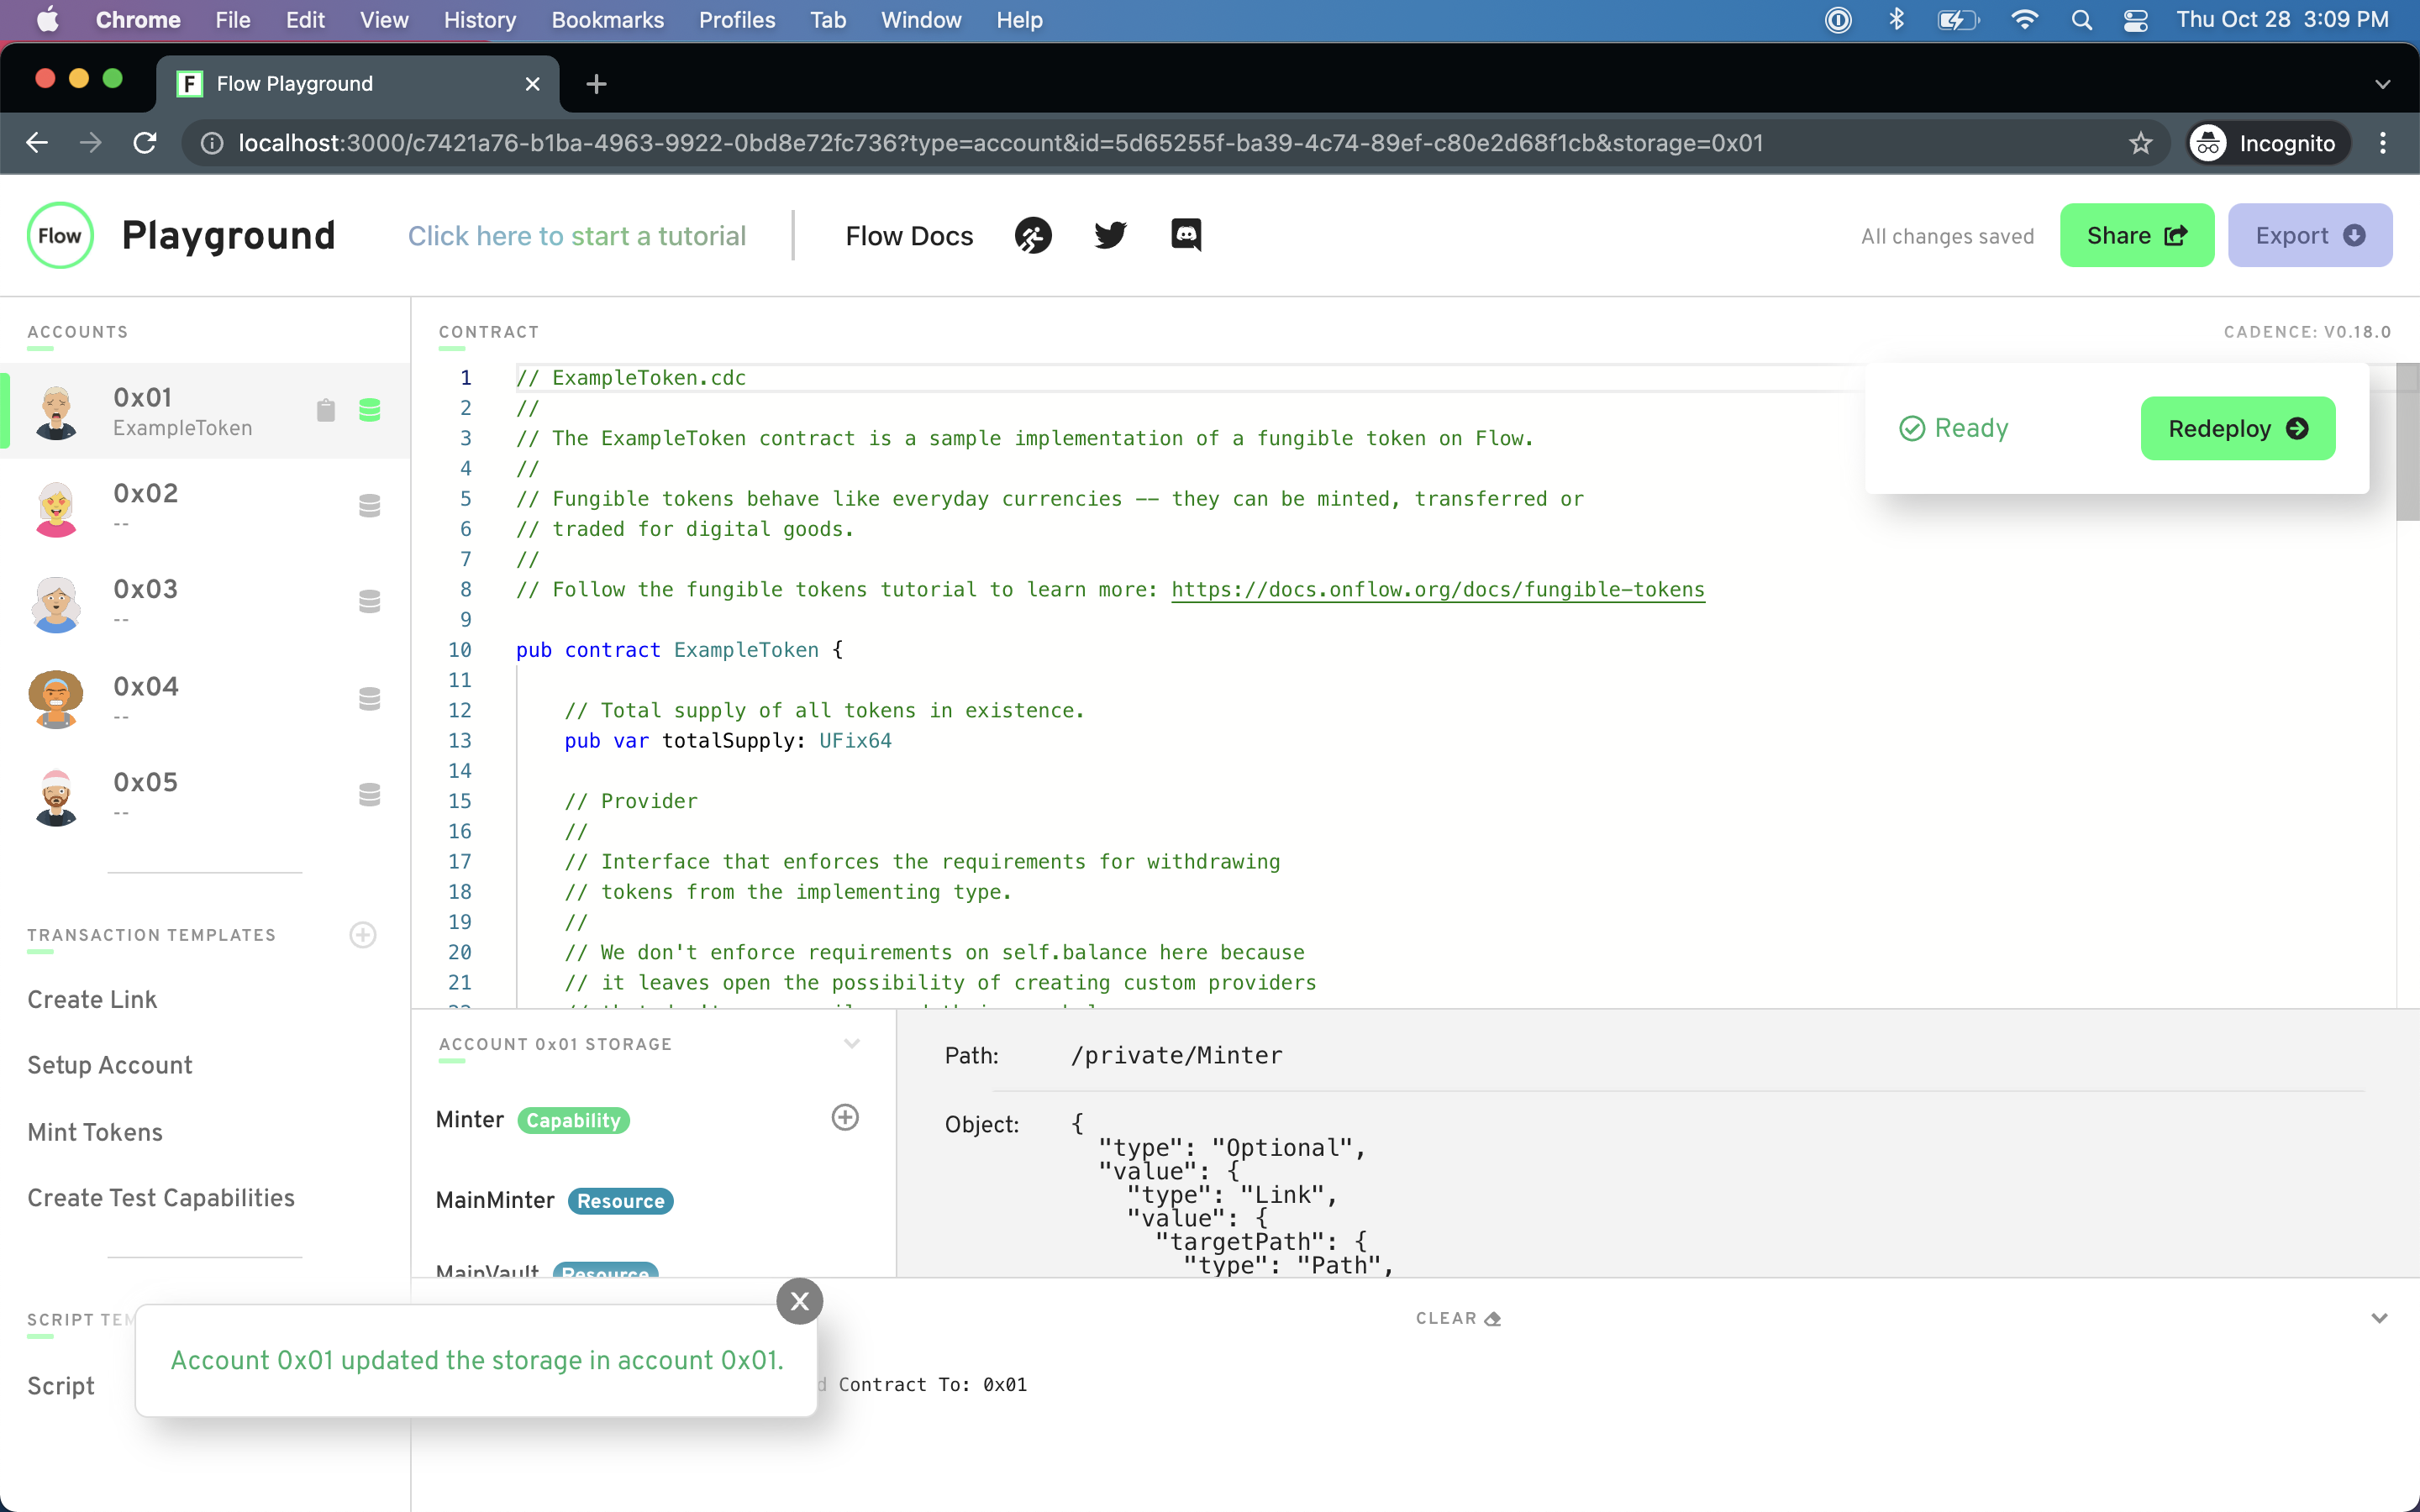 Chrome File Edit View History Bookmarks Profiles Tab Window Help Thu Oct 28 3:09 PM
F Flow Playground
localhost:3000/c7421a76-b1ba-4963-9922-0bd8e72fc736?type=account&id=5d65255f-ba39-4c74-89ef-c80e2d68f1cb&storage=0x01 Incognito
Flow Playground Click here to start a tutorial Flow Docs All changes saved Share Export
ACCOUNTS
0x01
ExampleToken
0x02
--
0x03
--
0x04
--
0x05
--
TRANSACTION TEMPLATES
Create Link
Setup Account
Mint Tokens
Create Test Capabilities
SCRIPT TEM
Script
CONTRACT CADENCE: V0.18.0
Ready Redeploy
1 // ExampleToken.cdc
2 //
3 // The ExampleToken contract is a sample implementation of a fungible token on Flow.
4 //
5 // Fungible tokens behave like everyday currencies -- they can be minted, transferred or
6 // traded for digital goods.
7 //
8 // Follow the fungible tokens tutorial to learn more: https://docs.onflow.org/docs/fungible-tokens
9
10 pub contract ExampleToken {
11
12 // Total supply of all tokens in existence.
13 pub var totalSupply: UFix64
14
15 // Provider
16 //
17 // Interface that enforces the requirements for withdrawing
18 // tokens from the implementing type.
19 //
20 // We don't enforce requirements on self.balance here because
21 // it leaves open the possibility of creating custom providers
ACCOUNT 0x01 STORAGE
Minter Capability
MainMinter Resource
MainVault Resource
Path: /private/Minter
Object: {
"type": "Optional",
"value": {
"type": "Link",
"value": {
"targetPath": {
"type": "Path",
CLEAR
X
Account 0x01 updated the storage in account 0x01.
d Contract To: 0x01